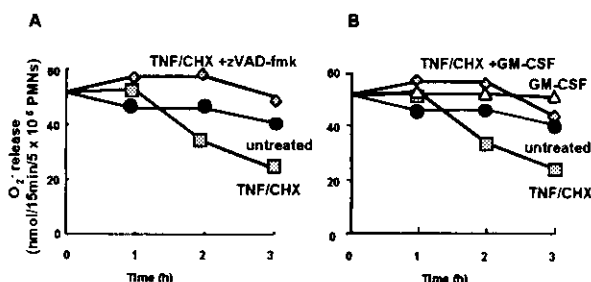 A
B
O2- release
(nmol/15min/5 x 10^6 PMNs)
80
60
40
20
0
TNF/CHX +zVAD-fmk
untreated
TNF/CHX
0 1 2 3
Time (h)
80
60
40
20
0
TNF/CHX +GM-CSF
GM-CSF
untreated
TNF/CHX
0 1 2 3
Time (h)